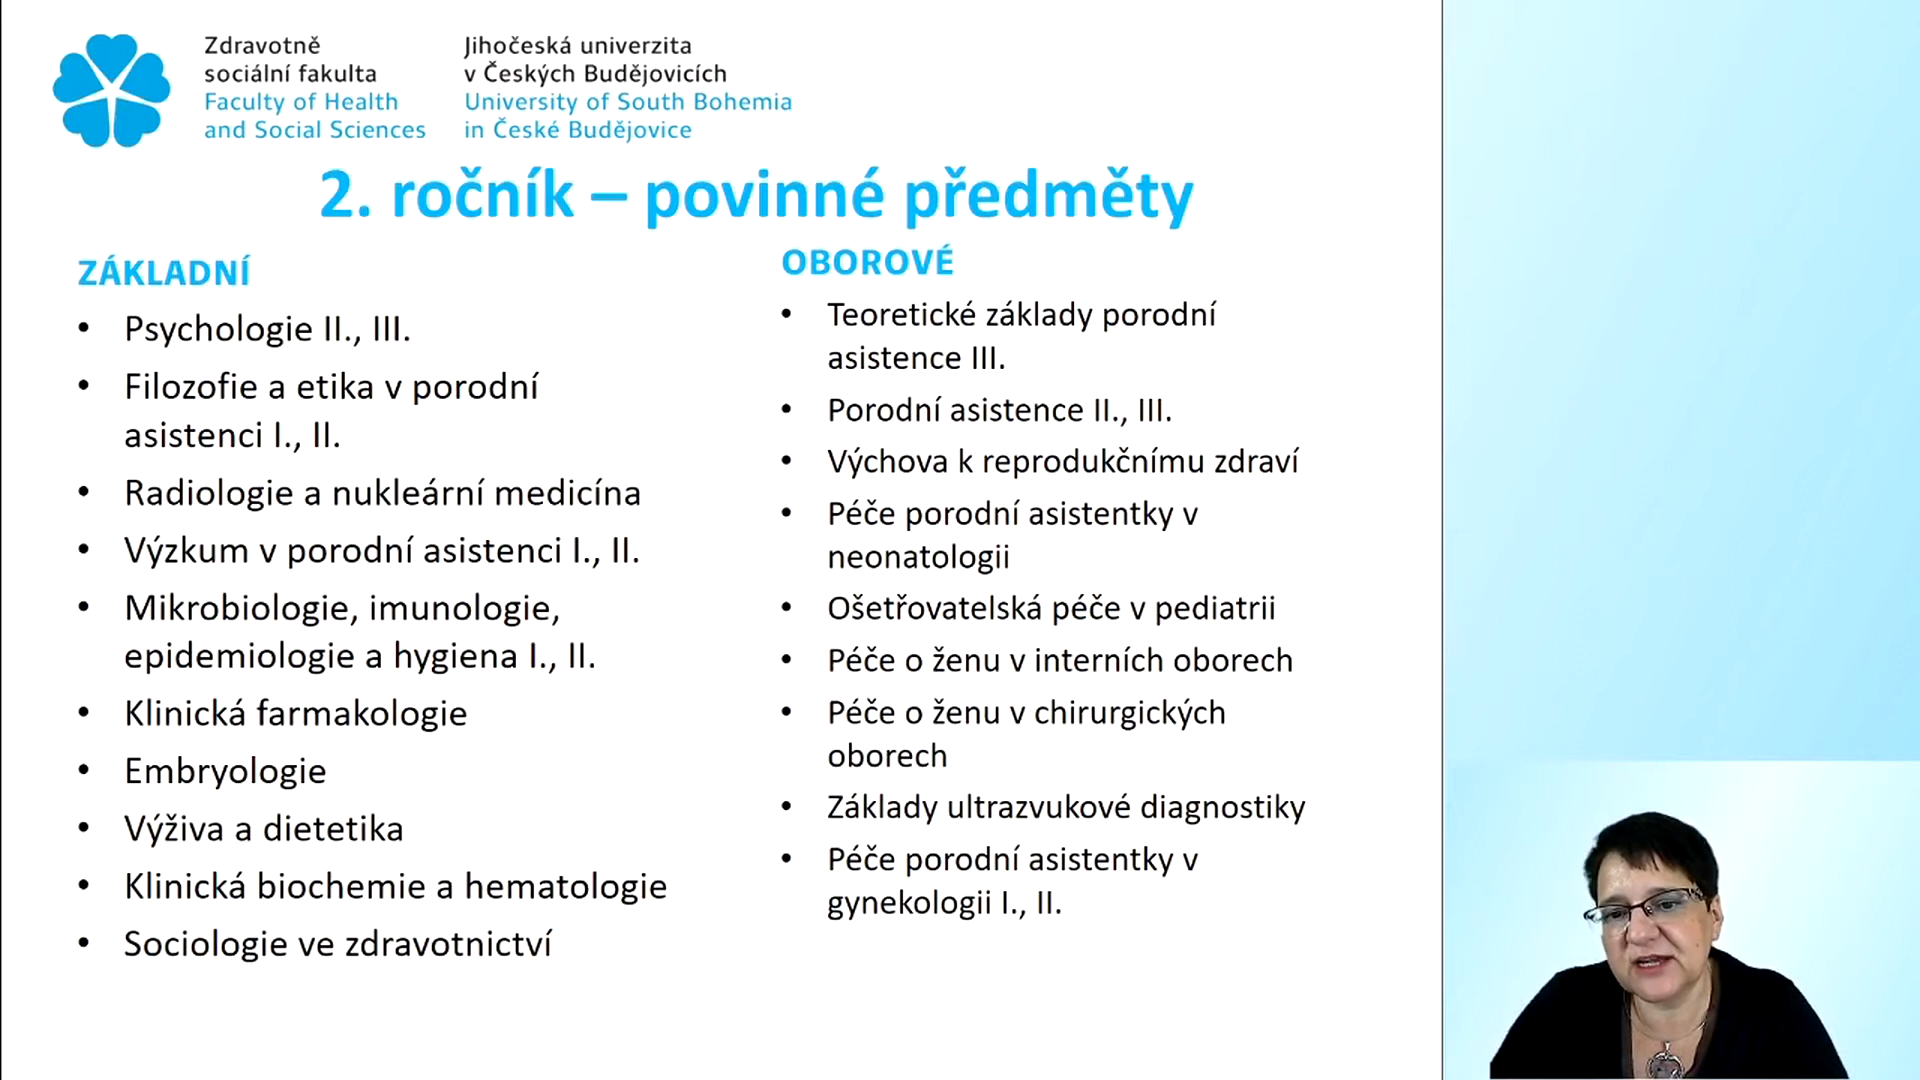 Zdravotně
sociální fakulta
Faculty of Health
and Social Sciences
Jihočeská univerzita
v Českých Budějovicích
University of South Bohemia
in České Budějovice
2. ročník – povinné předměty
ZÁKLADNÍ
• Psychologie II., III.
• Filozofie a etika v porodní
asistenci I., II.
• Radiologie a nukleární medicína
• Výzkum v porodní asistenci I., II.
• Mikrobiologie, imunologie,
epidemiologie a hygiena I., II.
• Klinická farmakologie
• Embryologie
• Výživa a dietetika
• Klinická biochemie a hematologie
• Sociologie ve zdravotnictví
OBOROVÉ
• Teoretické základy porodní
asistence III.
• Porodní asistence II., III.
• Výchova k reprodukčnímu zdraví
• Péče porodní asistentky v
neonatologii
• Ošetřovatelská péče v pediatrii
• Péče o ženu v interních oborech
• Péče o ženu v chirurgických
oborech
• Základy ultrazvukové diagnostiky
• Péče porodní asistentky v
gynekologii I., II.